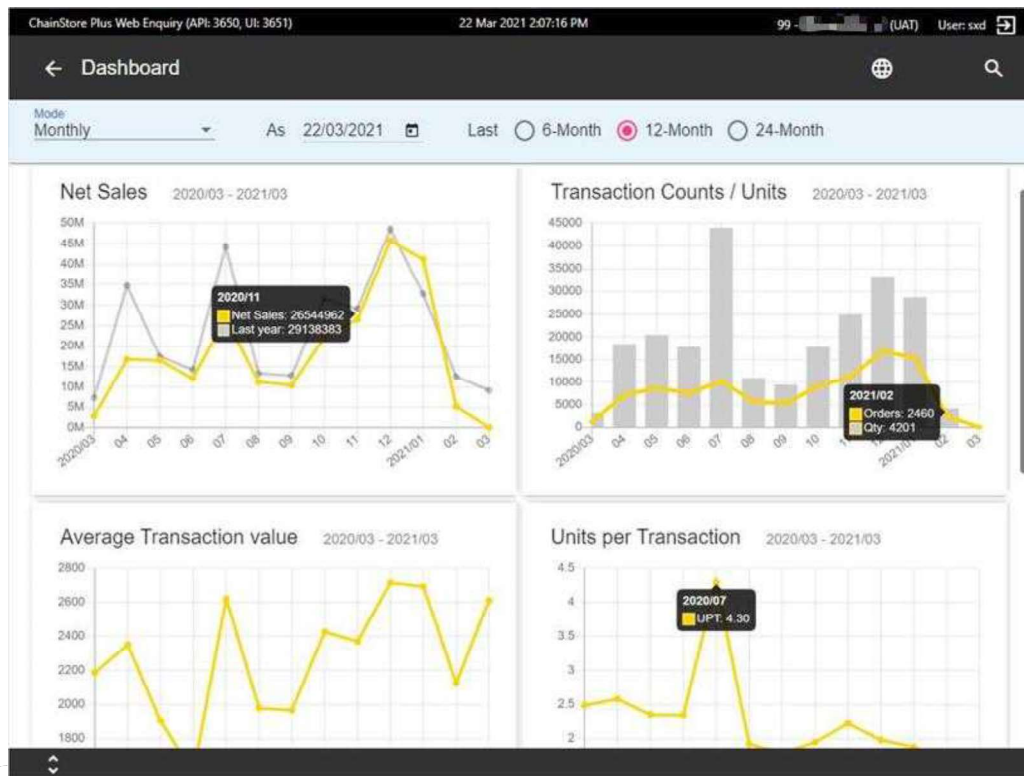 ChainStore Plus Web Enquiry (API: 3650, UI: 3651) 22 Mar 2021 2:07:16 PM 99 - (UAT) User: sxd
Dashboard
Mode
Monthly As 22/03/2021 Last 6-Month 12-Month 24-Month
Net Sales 2020/03 - 2021/03
50M
45M
40M
35M
30M
25M
20M
15M
10M
5M
0M
2020/11
Net Sales: 26544962
Last year: 29138383
2020/03 04 05 06 07 08 09 10 11 12 2021/01 02 03
Transaction Counts / Units 2020/03 - 2021/03
45000
40000
35000
30000
25000
20000
15000
10000
5000
0
2021/02
Orders: 2460
Qty: 4201
2020/03 04 05 06 07 08 09 10 02 03
Average Transaction value 2020/03 - 2021/03
2800
2600
2400
2200
2000
1800
Units per Transaction 2020/03 - 2021/03
4.5
4
3.5
3
2.5
2
2020/07
UPT: 4.30